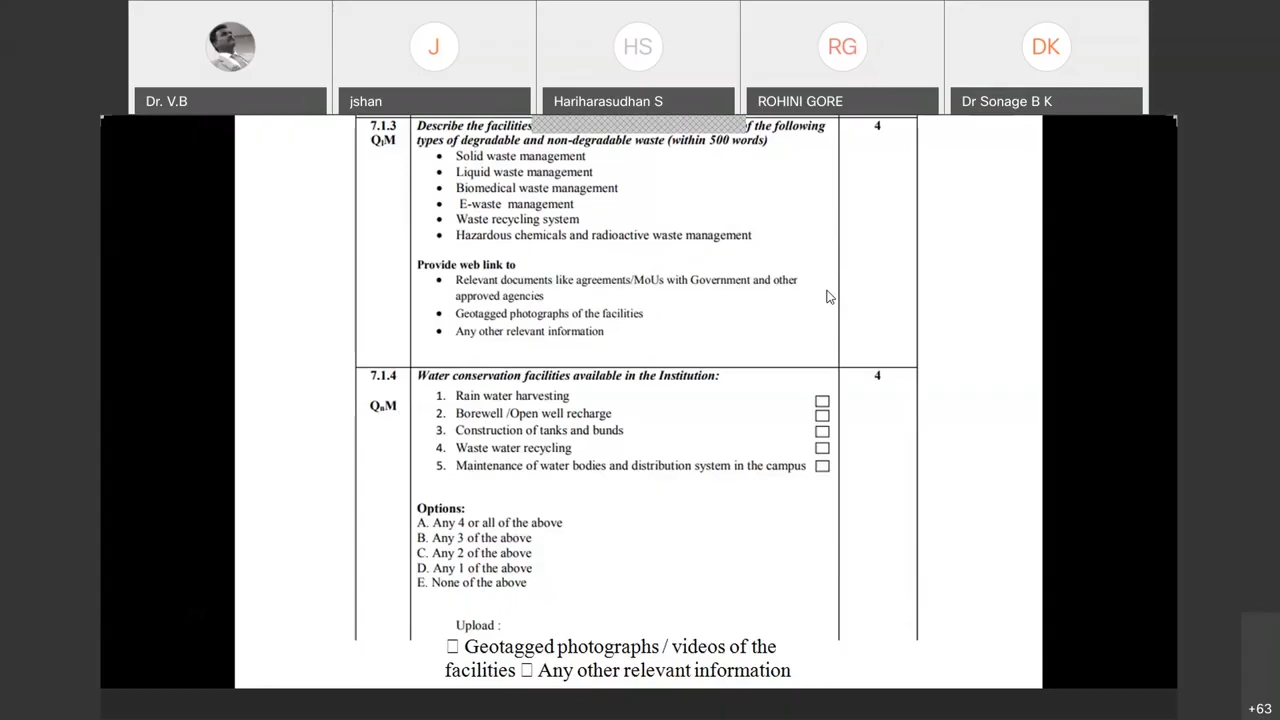 J
HS
RG
DK
Dr. V.B
jshan
Hariharasudhan S
ROHINI GORE
Dr Sonage B K
7.1.3
QlM
Describe the facilities f the following
types of degradable and non-degradable waste (within 500 words)
• Solid waste management
• Liquid waste management
• Biomedical waste management
• E-waste management
• Waste recycling system
• Hazardous chemicals and radioactive waste management
4
Provide web link to
• Relevant documents like agreements/MoUs with Government and other
approved agencies
• Geotagged photographs of the facilities
• Any other relevant information
7.1.4
QnM
Water conservation facilities available in the Institution:
4
1. Rain water harvesting
2. Borewell /Open well recharge
3. Construction of tanks and bunds
4. Waste water recycling
5. Maintenance of water bodies and distribution system in the campus
Options:
A. Any 4 or all of the above
B. Any 3 of the above
C. Any 2 of the above
D. Any 1 of the above
E. None of the above
Upload :
□ Geotagged photographs / videos of the
facilities □ Any other relevant information
+63